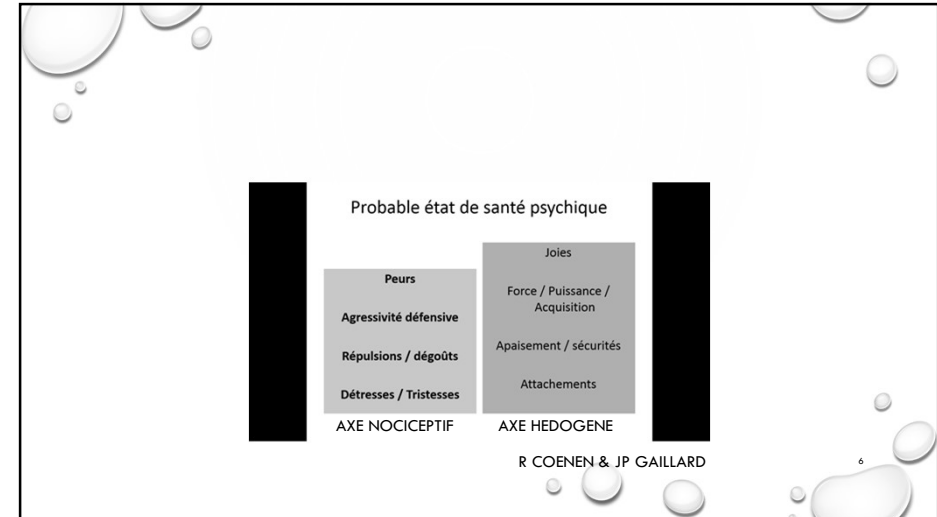 Probable état de santé psychique
Peurs
Agressivité défensive
Répulsions / dégoûts
Détresses / Tristesses
AXE NOCICEPTIF
Joies
Force / Puissance /
Acquisition
Apaisement / sécurités
Attachements
AXE HEDOGENE
R COENEN & JP GAILLARD
6